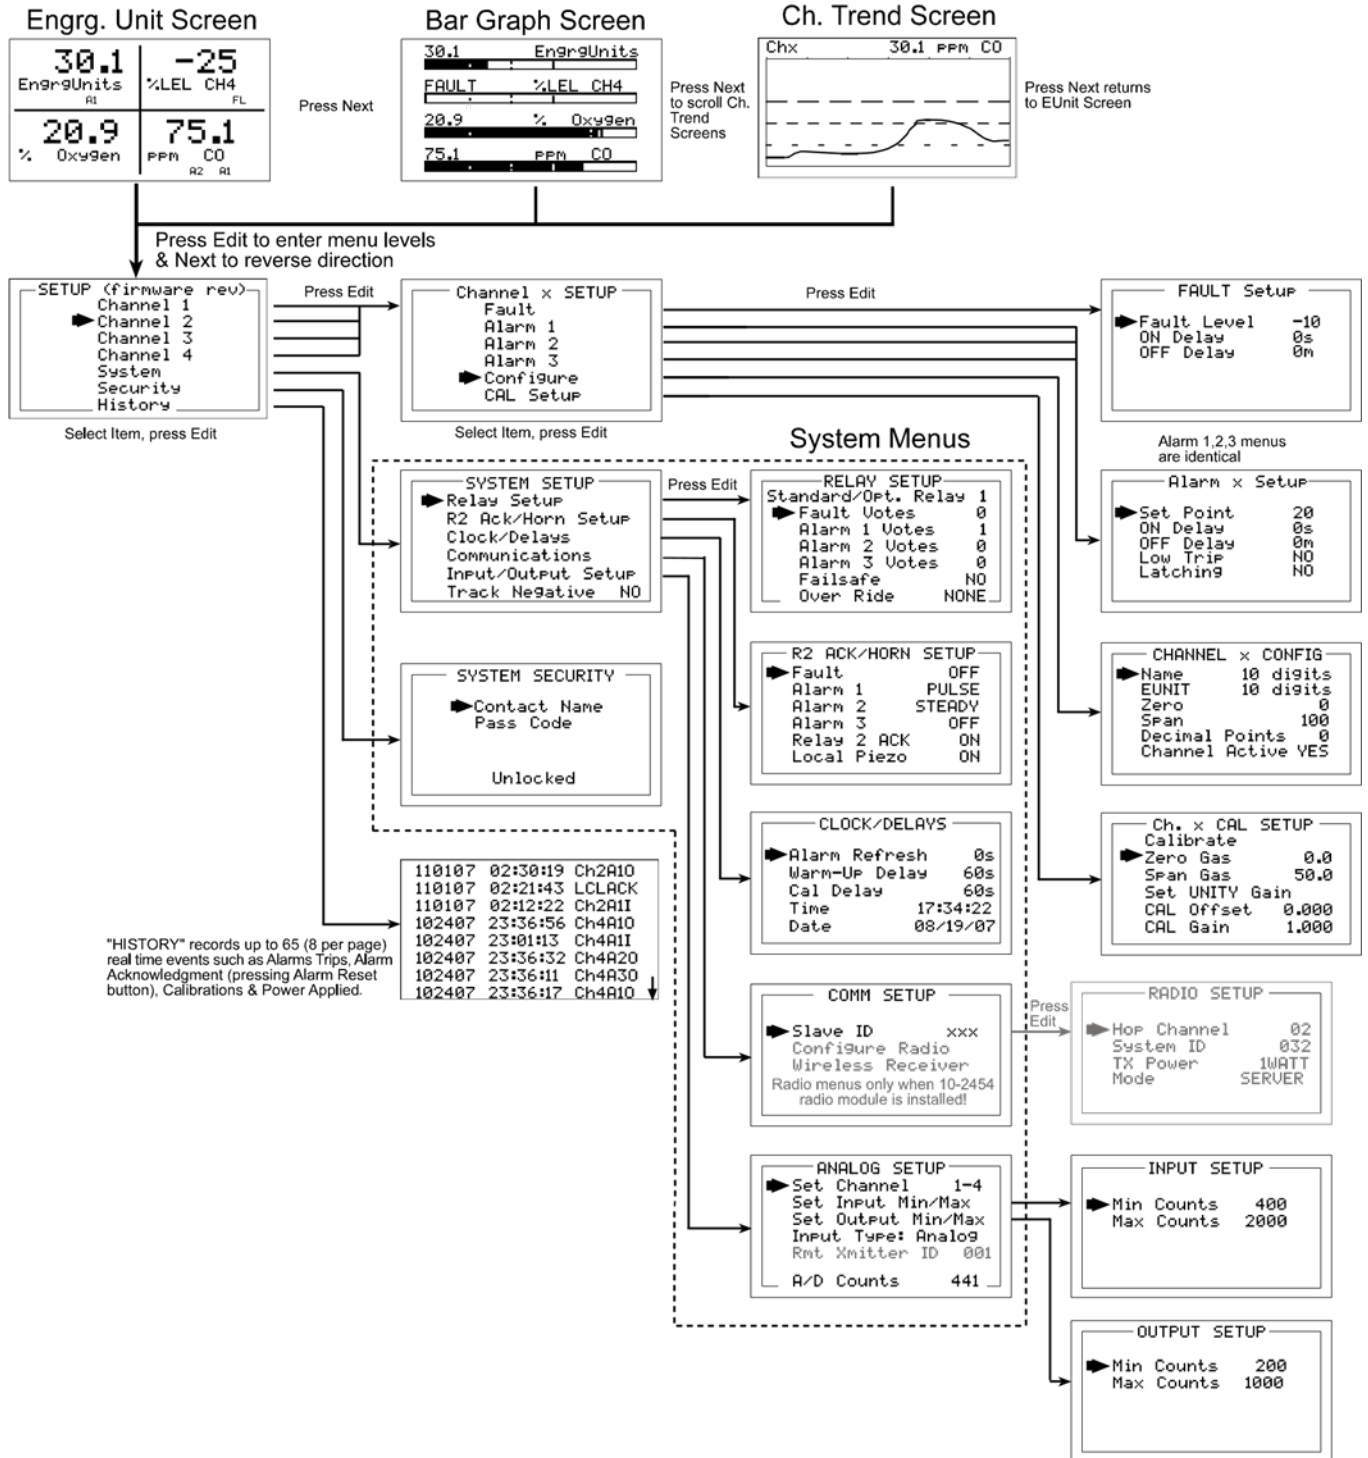 Engrg. Unit Screen
30.1
EngrgUnits
A1
-25
%LEL CH4
FL
20.9
% Oxygen
75.1
PPM CO
A2 A1
Press Next
Bar Graph Screen
30.1 EngrgUnits
FAULT %LEL CH4
20.9 % Oxygen
75.1 PPM CO
Press Next
to scroll Ch.
Trend
Screens
Ch. Trend Screen
Chx 30.1 PPM CO
Press Next returns
to EUnit Screen
Press Edit to enter menu levels
& Next to reverse direction
SETUP (firmware rev)
Channel 1
Channel 2
Channel 3
Channel 4
System
Security
History
Select Item, press Edit
Press Edit
Channel x SETUP
Fault
Alarm 1
Alarm 2
Alarm 3
Configure
CAL Setup
Select Item, press Edit
Press Edit
FAULT Setup
Fault Level -10
ON Delay 0s
OFF Delay 0m
Alarm 1,2,3 menus
are identical
Alarm x Setup
Set Point 20
ON Delay 0s
OFF Delay 0m
Low Trip NO
Latching NO
CHANNEL x CONFIG
Name 10 digits
EUNIT 10 digits
Zero 0
Span 100
Decimal Points 0
Channel Active YES
Ch. x CAL SETUP
Calibrate
Zero Gas 0.0
Span Gas 50.0
Set UNITY Gain
CAL Offset 0.000
CAL Gain 1.000
System Menus
SYSTEM SETUP
Relay Setup
R2 Ack/Horn Setup
Clock/Delays
Communications
Input/Output Setup
Track Negative NO
Press Edit
RELAY SETUP
Standard/Opt. Relay 1
Fault Votes 0
Alarm 1 Votes 1
Alarm 2 Votes 0
Alarm 3 Votes 0
Failsafe NO
Over Ride NONE
SYSTEM SECURITY
Contact Name
Pass Code
Unlocked
R2 ACK/HORN SETUP
Fault OFF
Alarm 1 PULSE
Alarm 2 STEADY
Alarm 3 OFF
Relay 2 ACK ON
Local Piezo ON
CLOCK/DELAYS
Alarm Refresh 0s
Warm-Up Delay 60s
Cal Delay 60s
Time 17:34:22
Date 08/19/07
"HISTORY" records up to 65 (8 per page)
real time events such as Alarms Trips, Alarm
Acknowledgment (pressing Alarm Reset
button), Calibrations & Power Applied.
110107 02:30:19 Ch2A1O
110107 02:21:43 LCLACK
110107 02:12:22 Ch2A1I
102407 23:36:56 Ch4A1O
102407 23:01:13 Ch4A1I
102407 23:36:32 Ch4A2O
102407 23:36:11 Ch4A3O
102407 23:36:17 Ch4A1O
COMM SETUP
Slave ID xxx
Configure Radio
Wireless Receiver
Radio menus only when 10-2454
radio module is installed!
Press
Edit
RADIO SETUP
Hop Channel 02
System ID 032
TX Power 1WATT
Mode SERVER
ANALOG SETUP
Set Channel 1-4
Set Input Min/Max
Set Output Min/Max
Input Type: Analog
Rmt Xmitter ID 001
A/D Counts 441
INPUT SETUP
Min Counts 400
Max Counts 2000
OUTPUT SETUP
Min Counts 200
Max Counts 1000